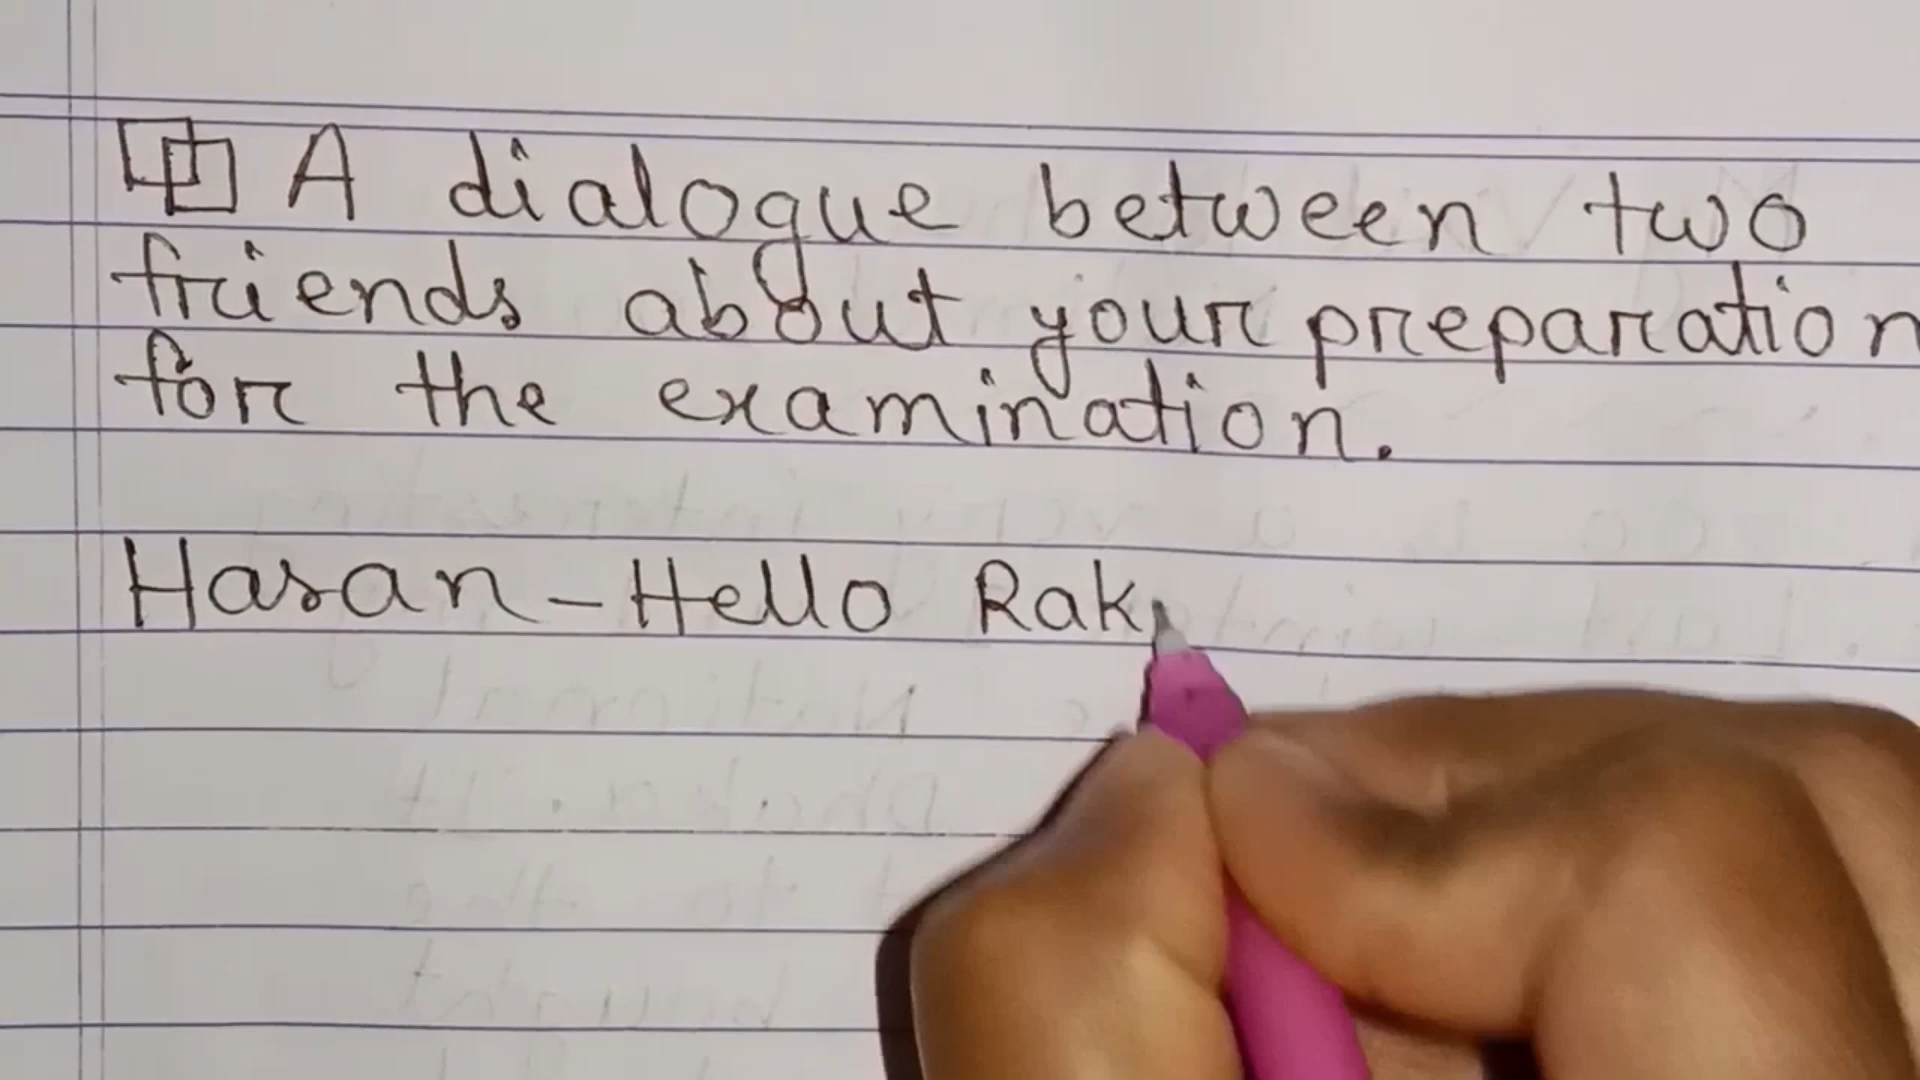 A dialogue between two
friends about your preparation
for the examination.
Hasan - Hello Rak